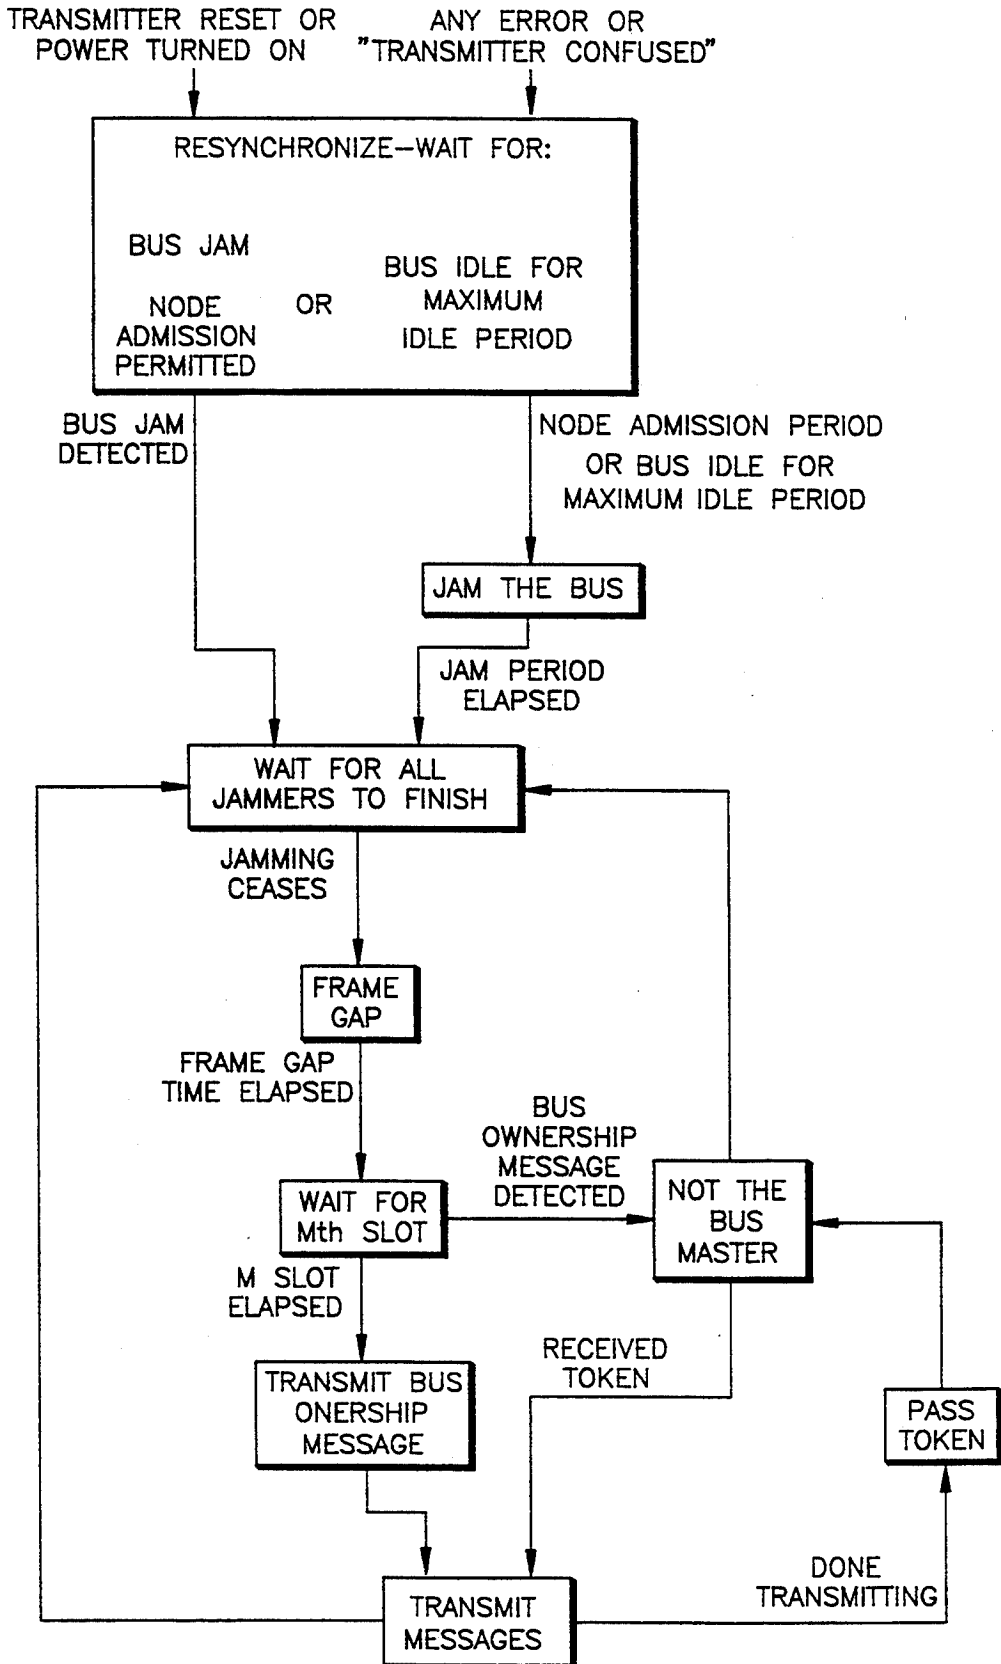 TRANSMITTER RESET OR
POWER TURNED ON
ANY ERROR OR
"TRANSMITTER CONFUSED"
RESYNCHRONIZE-WAIT FOR:
BUS JAM
NODE
ADMISSION
PERMITTED
OR
BUS IDLE FOR
MAXIMUM
IDLE PERIOD
BUS JAM
DETECTED
NODE ADMISSION PERIOD
OR BUS IDLE FOR
MAXIMUM IDLE PERIOD
JAM THE BUS
JAM PERIOD
ELAPSED
WAIT FOR ALL
JAMMERS TO FINISH
JAMMING
CEASES
FRAME
GAP
FRAME GAP
TIME ELAPSED
BUS
OWNERSHIP
MESSAGE
DETECTED
WAIT FOR
Mth SLOT
NOT THE
BUS
MASTER
M SLOT
ELAPSED
RECEIVED
TOKEN
TRANSMIT BUS
ONERSHIP
MESSAGE
PASS
TOKEN
DONE
TRANSMITTING
TRANSMIT
MESSAGES